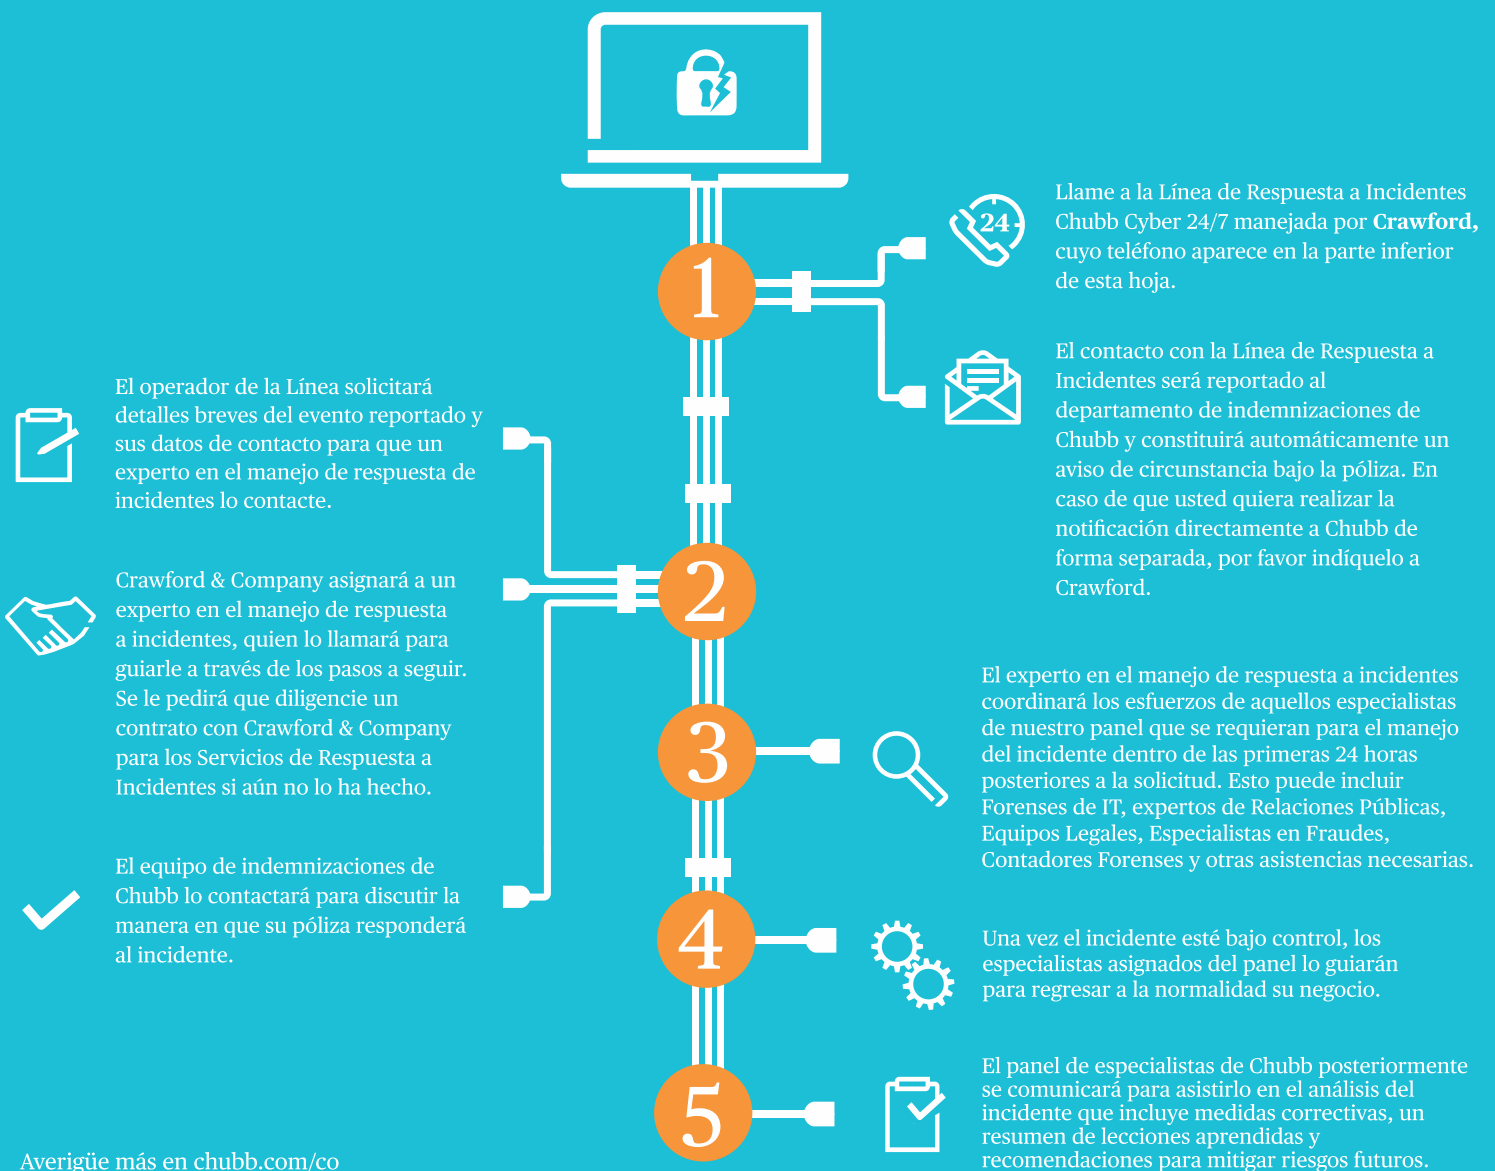 24
Llame a la Línea de Respuesta a Incidentes
Chubb Cyber 24/7 manejada por Crawford,
cuyo teléfono aparece en la parte inferior
de esta hoja.
1
El contacto con la Línea de Respuesta a
Incidentes será reportado al
departamento de indemnizaciones de
Chubb y constituirá automáticamente un
aviso de circunstancia bajo la póliza. En
caso de que usted quiera realizar la
notificación directamente a Chubb de
forma separada, por favor indíquelo a
Crawford.
El operador de la Línea solicitará
detalles breves del evento reportado y
sus datos de contacto para que un
experto en el manejo de respuesta de
incidentes lo contacte.
2
Crawford & Company asignará a un
experto en el manejo de respuesta
a incidentes, quien lo llamará para
guiarle a través de los pasos a seguir.
Se le pedirá que diligencie un
contrato con Crawford & Company
para los Servicios de Respuesta a
Incidentes si aún no lo ha hecho.
El equipo de indemnizaciones de
Chubb lo contactará para discutir la
manera en que su póliza responderá
al incidente.
3
El experto en el manejo de respuesta a incidentes
coordinará los esfuerzos de aquellos especialistas
de nuestro panel que se requieran para el manejo
del incidente dentro de las primeras 24 horas
posteriores a la solicitud. Esto puede incluir
Forenses de IT, expertos de Relaciones Públicas,
Equipos Legales, Especialistas en Fraudes,
Contadores Forenses y otras asistencias necesarias.
4
Una vez el incidente esté bajo control, los
especialistas asignados del panel lo guiarán
para regresar a la normalidad su negocio.
5
El panel de especialistas de Chubb posteriormente
se comunicará para asistirlo en el análisis del
incidente que incluye medidas correctivas, un
resumen de lecciones aprendidas y
recomendaciones para mitigar riesgos futuros.
Averigüe más en chubb.com/co